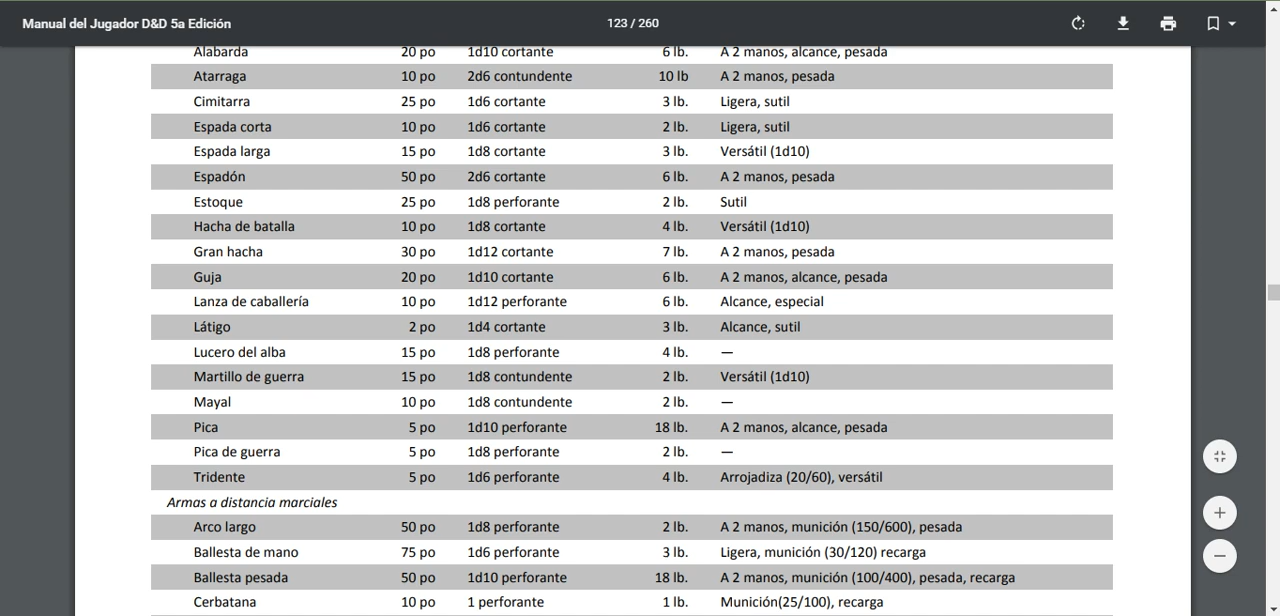 Manual del Jugador D&D 5a Edición 123 / 260
Alabarda 20 po 1d10 cortante 6 lb. A 2 manos, alcance, pesada
Atarraga 10 po 2d6 contundente 10 lb A 2 manos, pesada
Cimitarra 25 po 1d6 cortante 3 lb. Ligera, sutil
Espada corta 10 po 1d6 cortante 2 lb. Ligera, sutil
Espada larga 15 po 1d8 cortante 3 lb. Versátil (1d10)
Espadón 50 po 2d6 cortante 6 lb. A 2 manos, pesada
Estoque 25 po 1d8 perforante 2 lb. Sutil
Hacha de batalla 10 po 1d8 cortante 4 lb. Versátil (1d10)
Gran hacha 30 po 1d12 cortante 7 lb. A 2 manos, pesada
Guja 20 po 1d10 cortante 6 lb. A 2 manos, alcance, pesada
Lanza de caballería 10 po 1d12 perforante 6 lb. Alcance, especial
Látigo 2 po 1d4 cortante 3 lb. Alcance, sutil
Lucero del alba 15 po 1d8 perforante 4 lb. —
Martillo de guerra 15 po 1d8 contundente 2 lb. Versátil (1d10)
Mayal 10 po 1d8 contundente 2 lb. —
Pica 5 po 1d10 perforante 18 lb. A 2 manos, alcance, pesada
Pica de guerra 5 po 1d8 perforante 2 lb. —
Tridente 5 po 1d6 perforante 4 lb. Arrojadiza (20/60), versátil
Armas a distancia marciales
Arco largo 50 po 1d8 perforante 2 lb. A 2 manos, munición (150/600), pesada
Ballesta de mano 75 po 1d6 perforante 3 lb. Ligera, munición (30/120) recarga
Ballesta pesada 50 po 1d10 perforante 18 lb. A 2 manos, munición (100/400), pesada, recarga
Cerbatana 10 po 1 perforante 1 lb. Munición(25/100), recarga